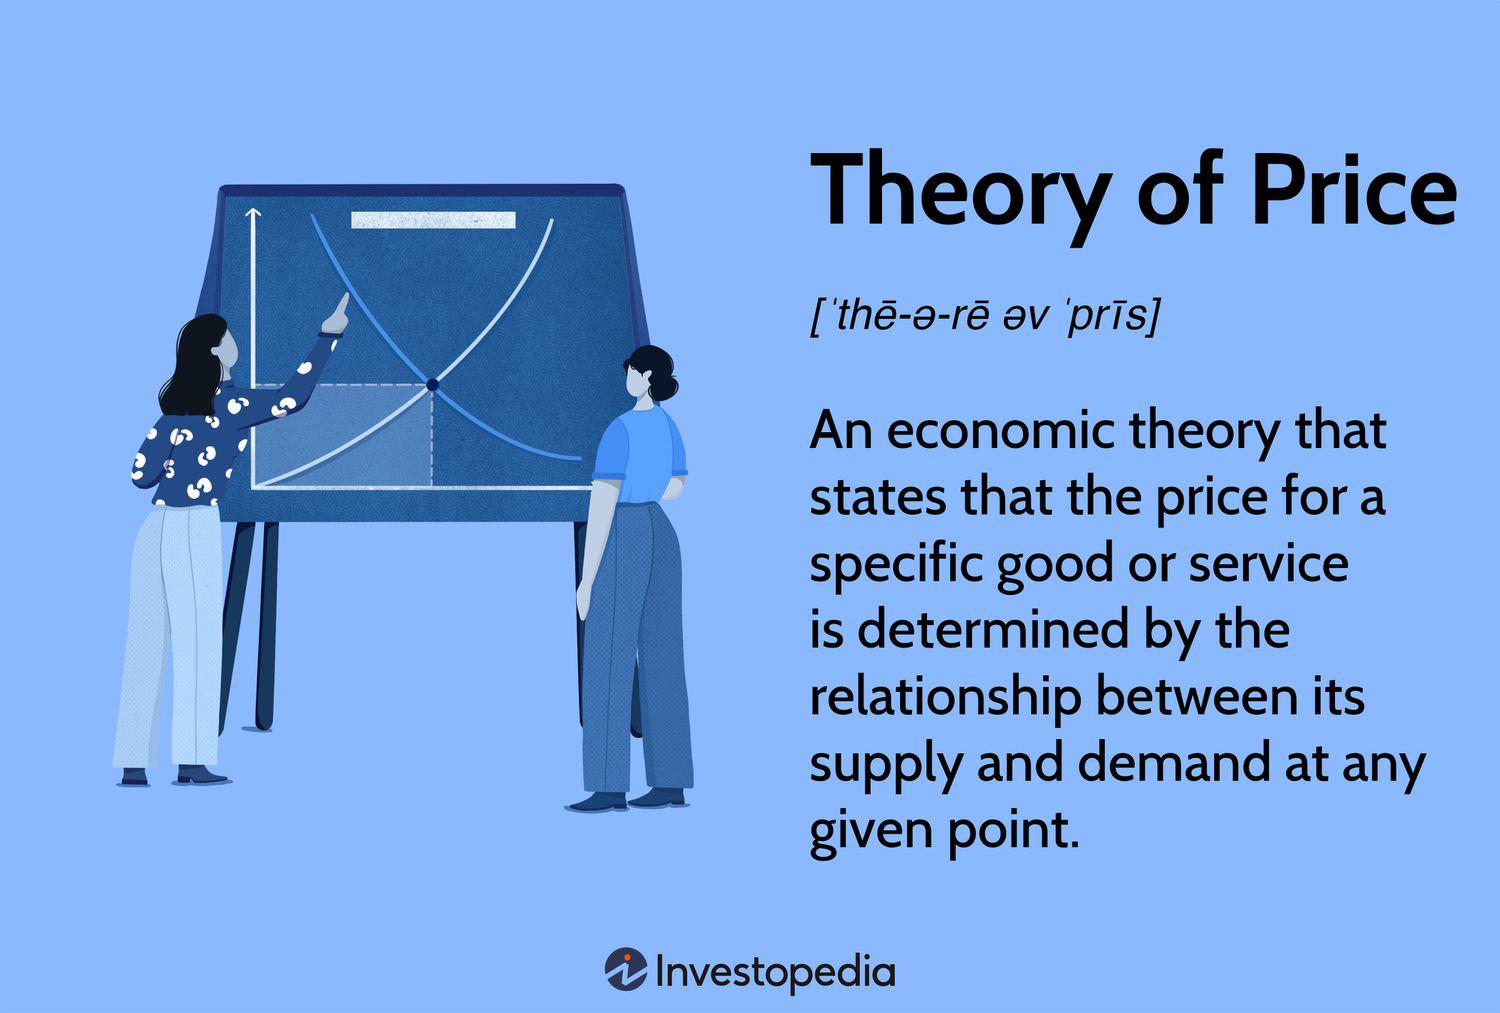 Theory of Price
[ˈthē-ə-rē əv ˈprīs]
An economic theory that
states that the price for a
specific good or service
is determined by the
relationship between its
supply and demand at any
given point.
Investopedia